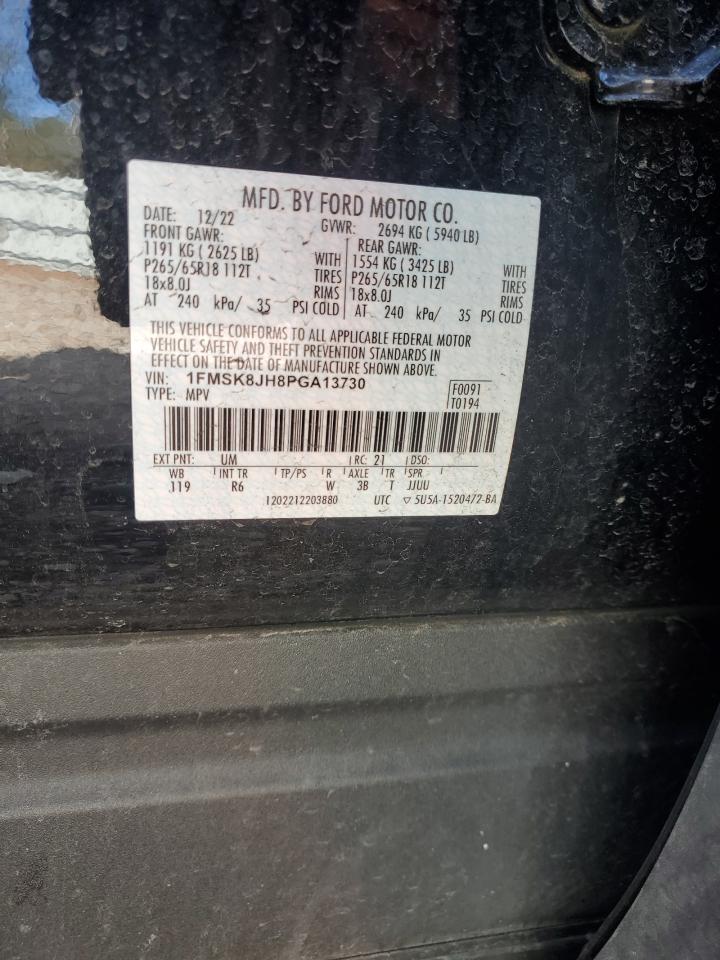 MFD. BY FORD MOTOR CO.
DATE: 12/22 GVWR: 2694 KG ( 5940 LB)
FRONT GAWR: REAR GAWR:
1191 KG ( 2625 LB) WITH 1554 KG ( 3425 LB) WITH
P265/65R18 112T TIRES P265/65R18 112T TIRES
18x8.0J RIMS 18x8.0J RIMS
AT 240 kPa/ 35 PSI COLD AT 240 kPa/ 35 PSI COLD
THIS VEHICLE CONFORMS TO ALL APPLICABLE FEDERAL MOTOR
VEHICLE SAFETY AND THEFT PREVENTION STANDARDS IN
EFFECT ON THE DATE OF MANUFACTURE SHOWN ABOVE.
VIN: 1FMSK8JH8PGA13730 F0091
TYPE: MPV T0194
EXT PNT: UM RC: 21 DSO:
WB INT TR TP/PS R AXLE TR SPR
119 R6 W 3B T JJUU
1202212203880 UTC ▽ 5U5A-1520472-BA